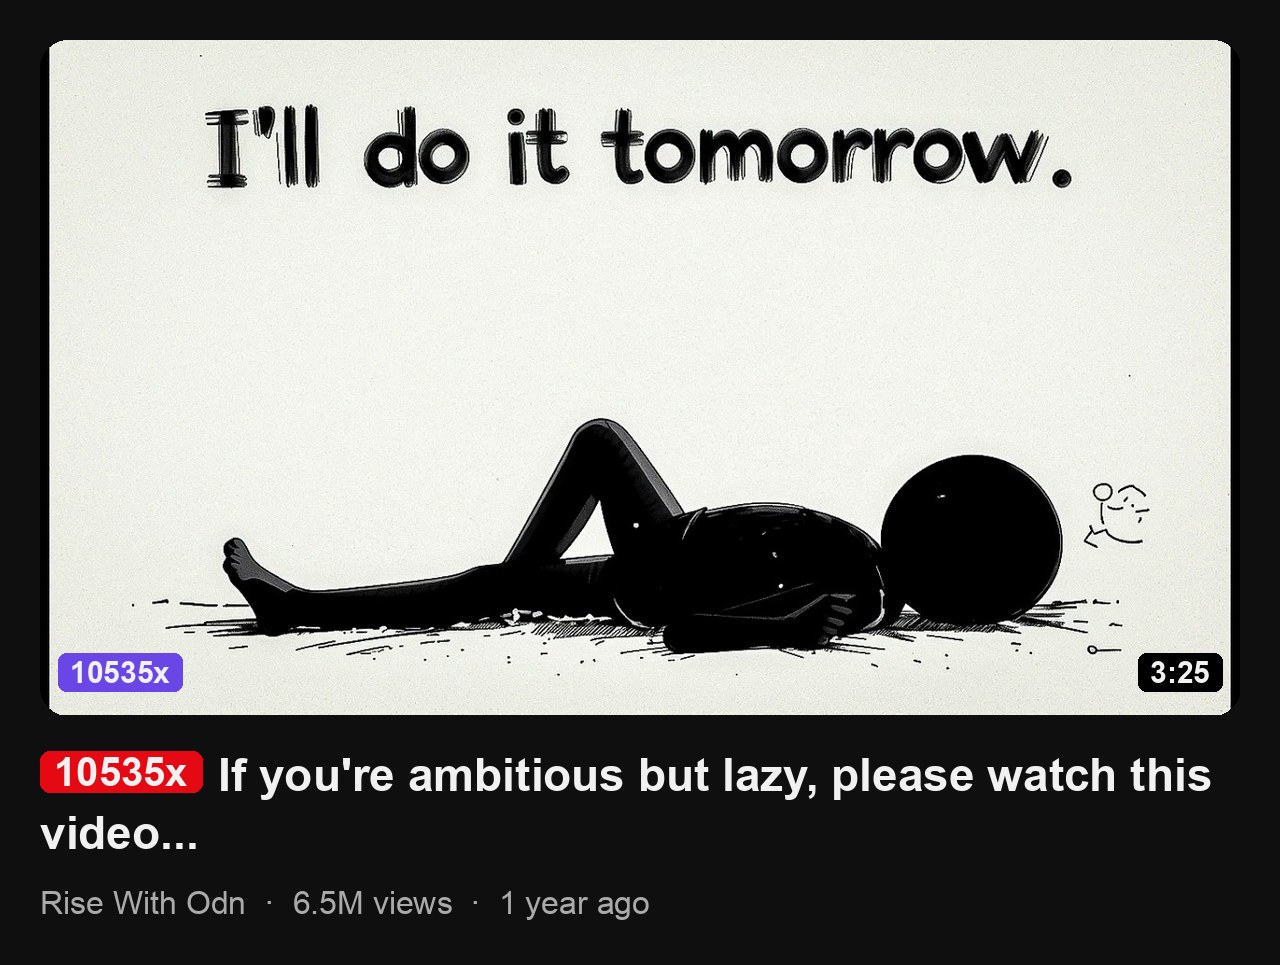 I'll do it tomorrow.
10535x
3:25
10535x If you're ambitious but lazy, please watch this
video...
Rise With Odn · 6.5M views · 1 year ago